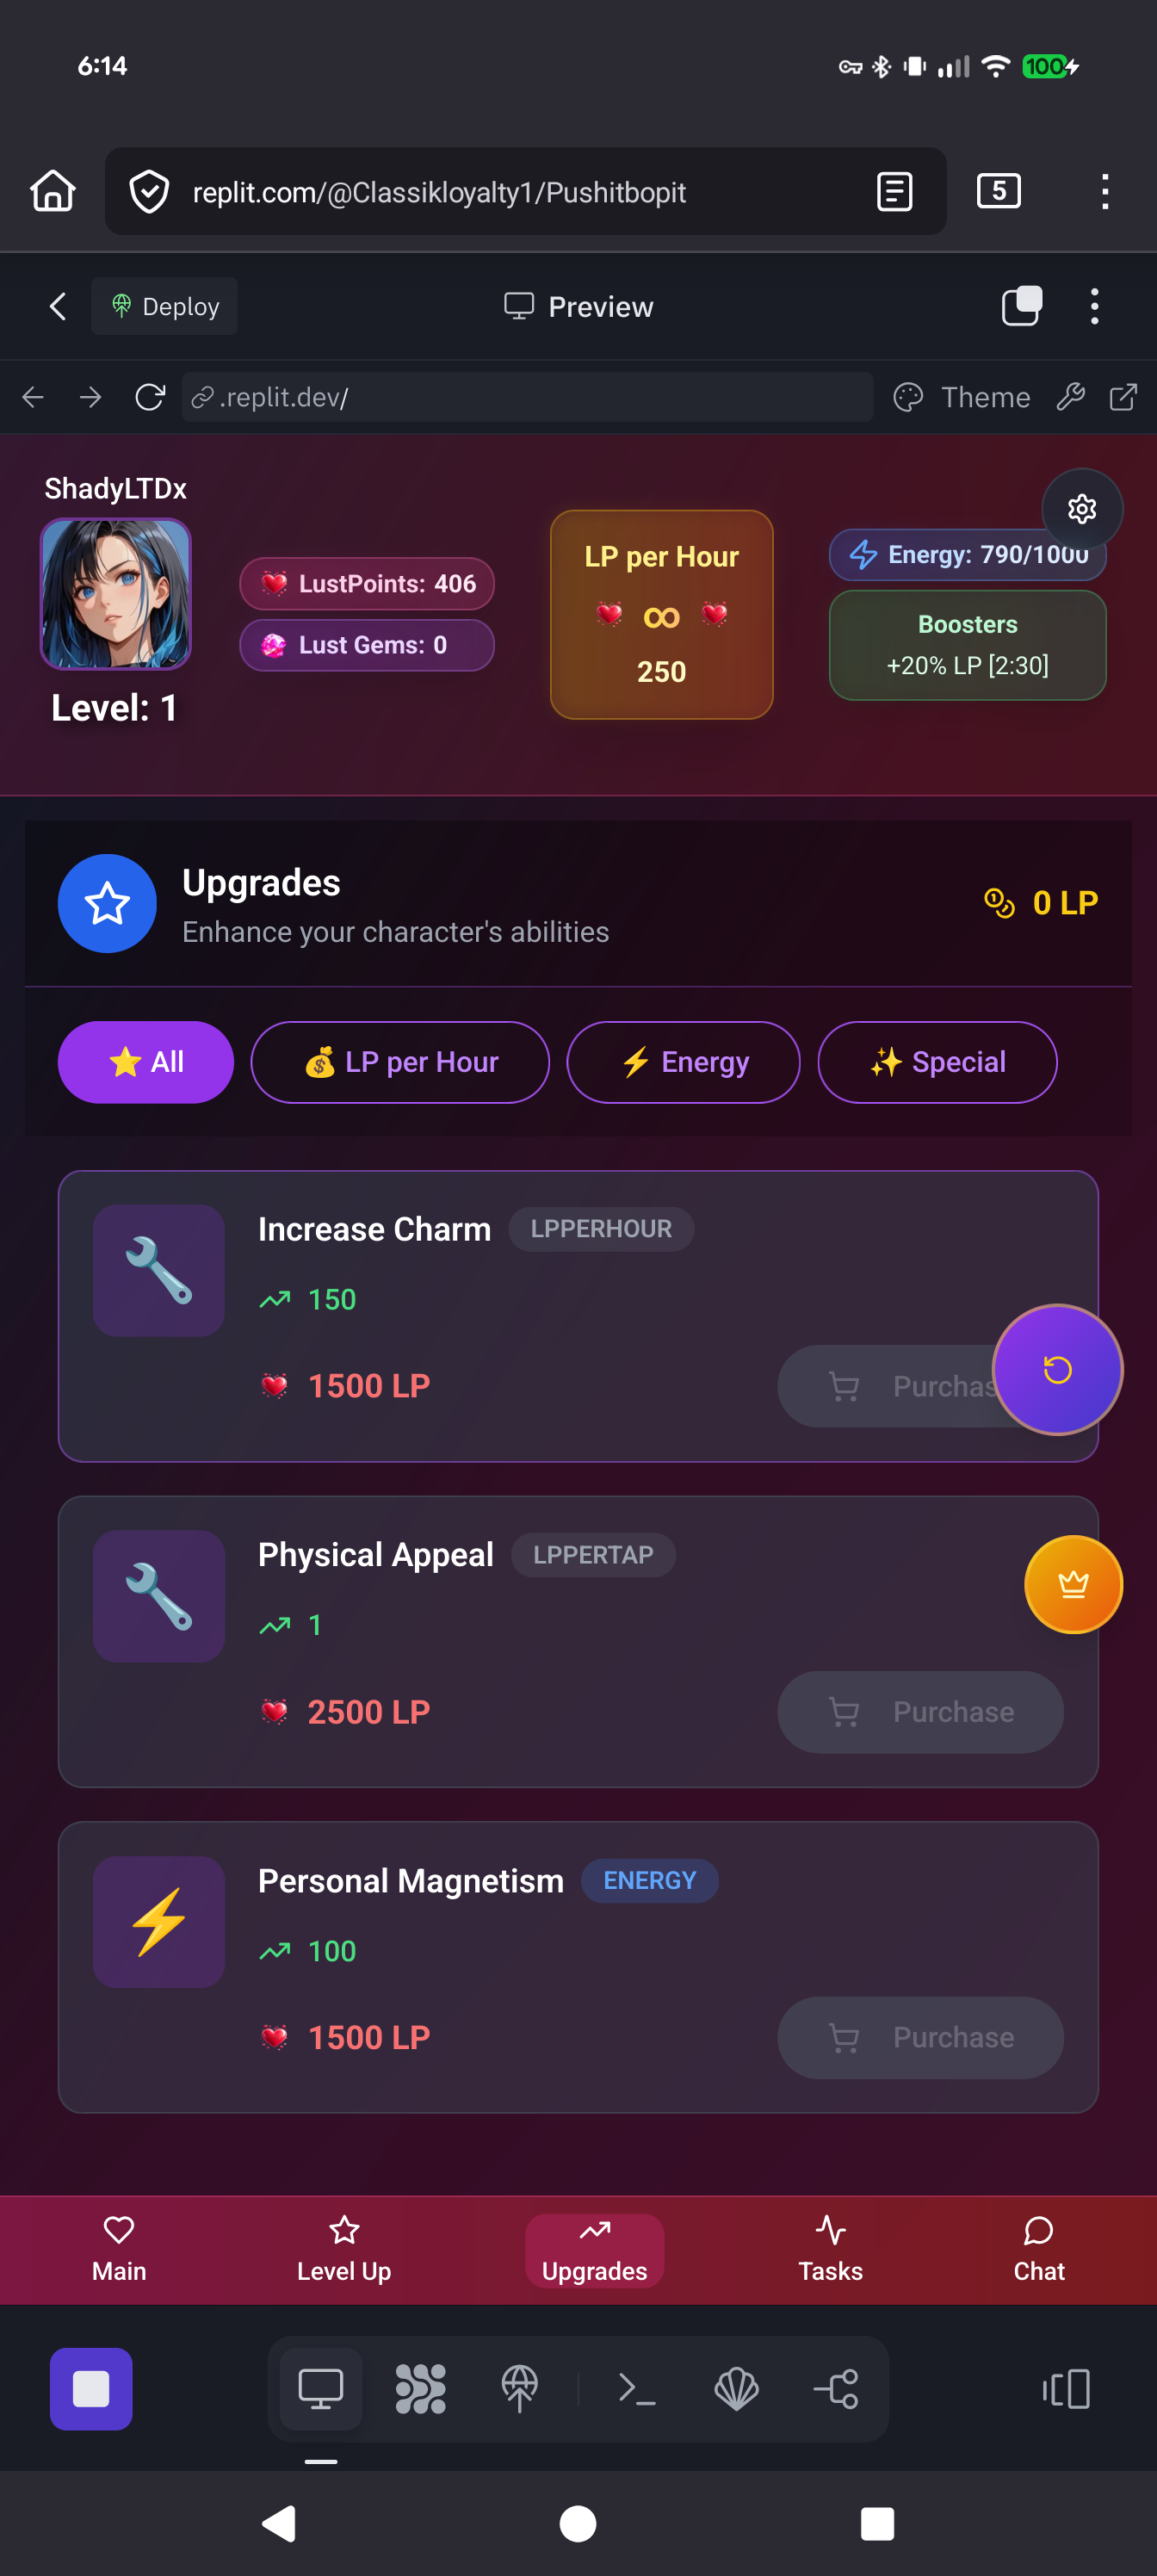 6:14
100
replit.com/@Classikloyalty1/Pushitbopit
5
Deploy
Preview
.replit.dev/
Theme
ShadyLTDx
Level: 1
LustPoints: 406
Lust Gems: 0
LP per Hour
∞
250
Energy: 790/1000
Boosters
+20% LP [2:30]
Upgrades
Enhance your character's abilities
0 LP
All
LP per Hour
Energy
Special
Increase Charm
LPPERHOUR
150
1500 LP
Purchas
Physical Appeal
LPPERTAP
1
2500 LP
Purchase
Personal Magnetism
ENERGY
100
1500 LP
Purchase
Main
Level Up
Upgrades
Tasks
Chat